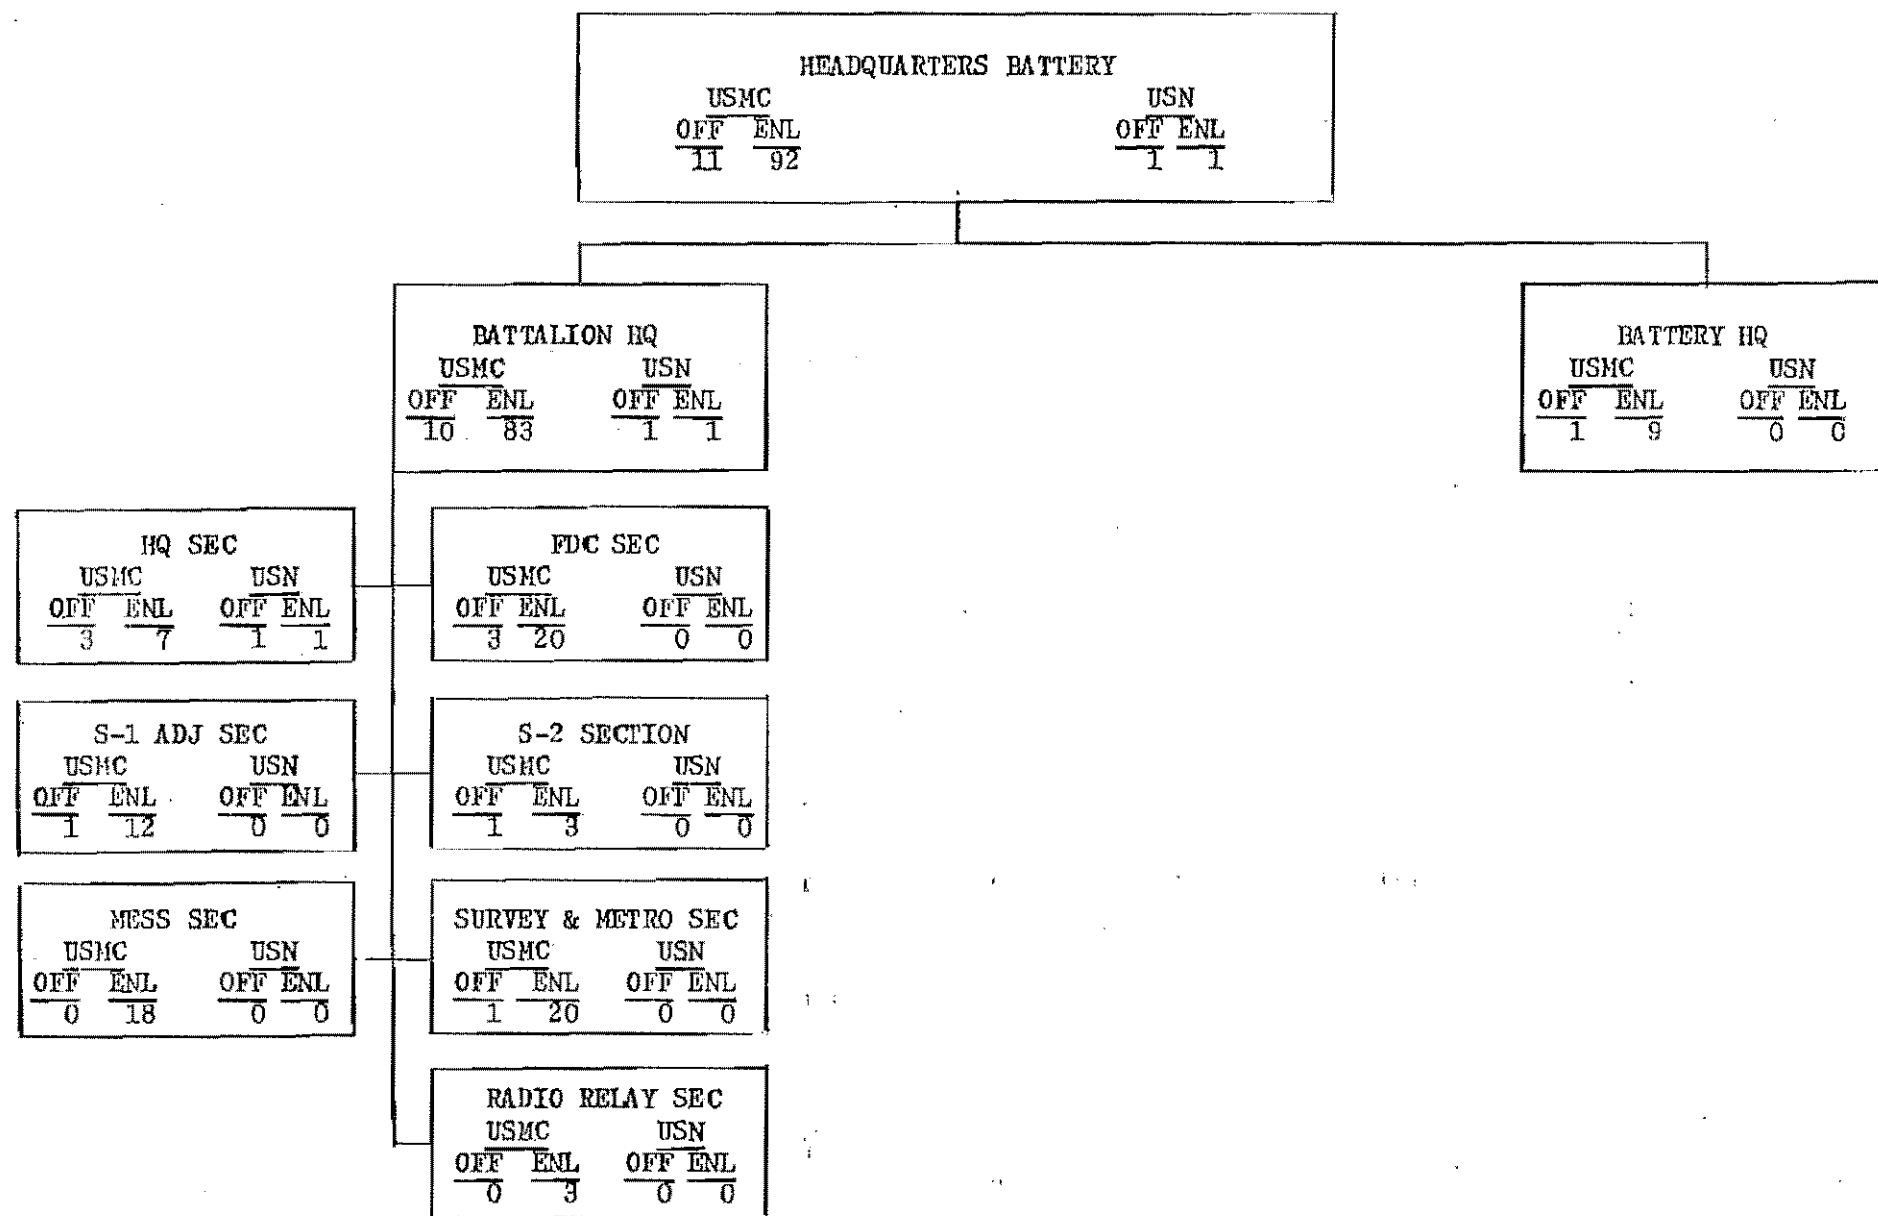 HEADQUARTERS BATTERY
USMC USN
OFF ENL OFF ENL
11 92 1 1
BATTALION HQ
USMC USN
OFF ENL OFF ENL
10 83 1 1
BATTERY HQ
USMC USN
OFF ENL OFF ENL
1 9 0 0
HQ SEC
USMC USN
OFF ENL OFF ENL
3 7 1 1
FDC SEC
USMC USN
OFF ENL OFF ENL
3 20 0 0
S-1 ADJ SEC
USMC USN
OFF ENL OFF ENL
1 12 0 0
S-2 SECTION
USMC USN
OFF ENL OFF ENL
1 3 0 0
MESS SEC
USMC USN
OFF ENL OFF ENL
0 18 0 0
SURVEY & METRO SEC
USMC USN
OFF ENL OFF ENL
1 20 0 0
RADIO RELAY SEC
USMC USN
OFF ENL OFF ENL
0 3 0 0